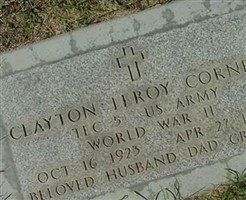 CLAYTON LEROY CORNE
TEC 5 US ARMY
WORLD WAR II
OCT 16 1923 APR 27
BELOVED HUSBAND DAD